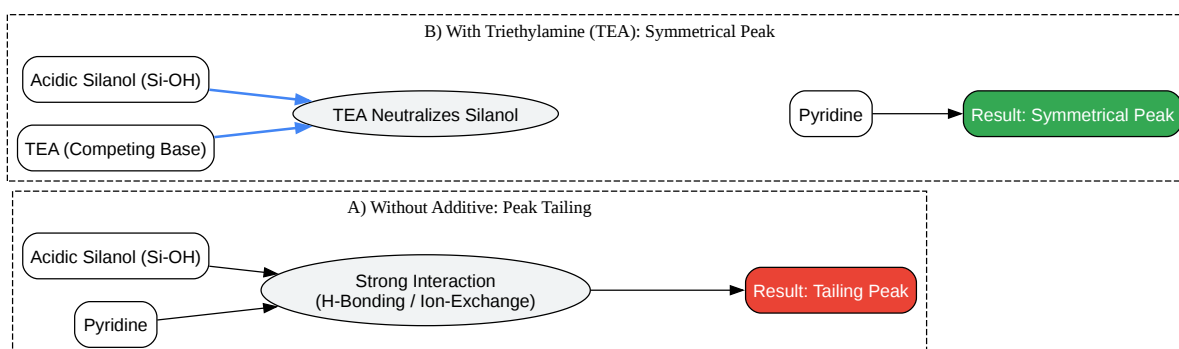 B) With Triethylamine (TEA): Symmetrical Peak
Acidic Silanol (Si-OH)
TEA (Competing Base)
TEA Neutralizes Silanol
Pyridine
Result: Symmetrical Peak
A) Without Additive: Peak Tailing
Acidic Silanol (Si-OH)
Pyridine
Strong Interaction
(H-Bonding / Ion-Exchange)
Result: Tailing Peak